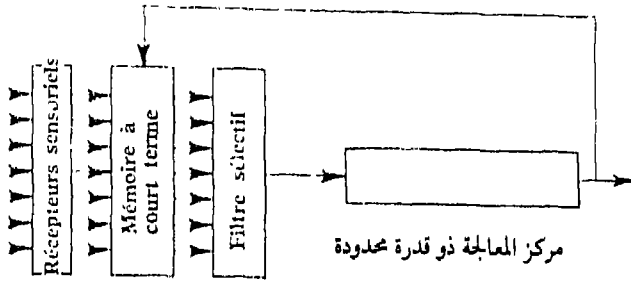 Récepteurs sensoriels
Mémoire à
court terme
Filtre sélectif
مركز المعالجة ذو قدرة محدودة